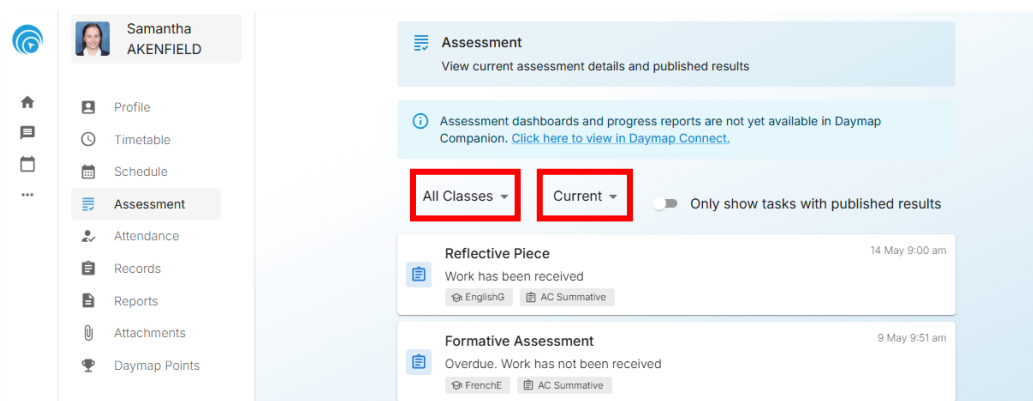 Samantha
AKENFIELD
Profile
Timetable
Schedule
Assessment
Attendance
Records
Reports
Attachments
Daymap Points
Assessment
View current assessment details and published results
Assessment dashboards and progress reports are not yet available in Daymap
Companion. Click here to view in Daymap Connect.
All Classes
Current
Only show tasks with published results
Reflective Piece
14 May 9:00 am
Work has been received
EnglishG
AC Summative
Formative Assessment
9 May 9:51 am
Overdue. Work has not been received
FrenchE
AC Summative